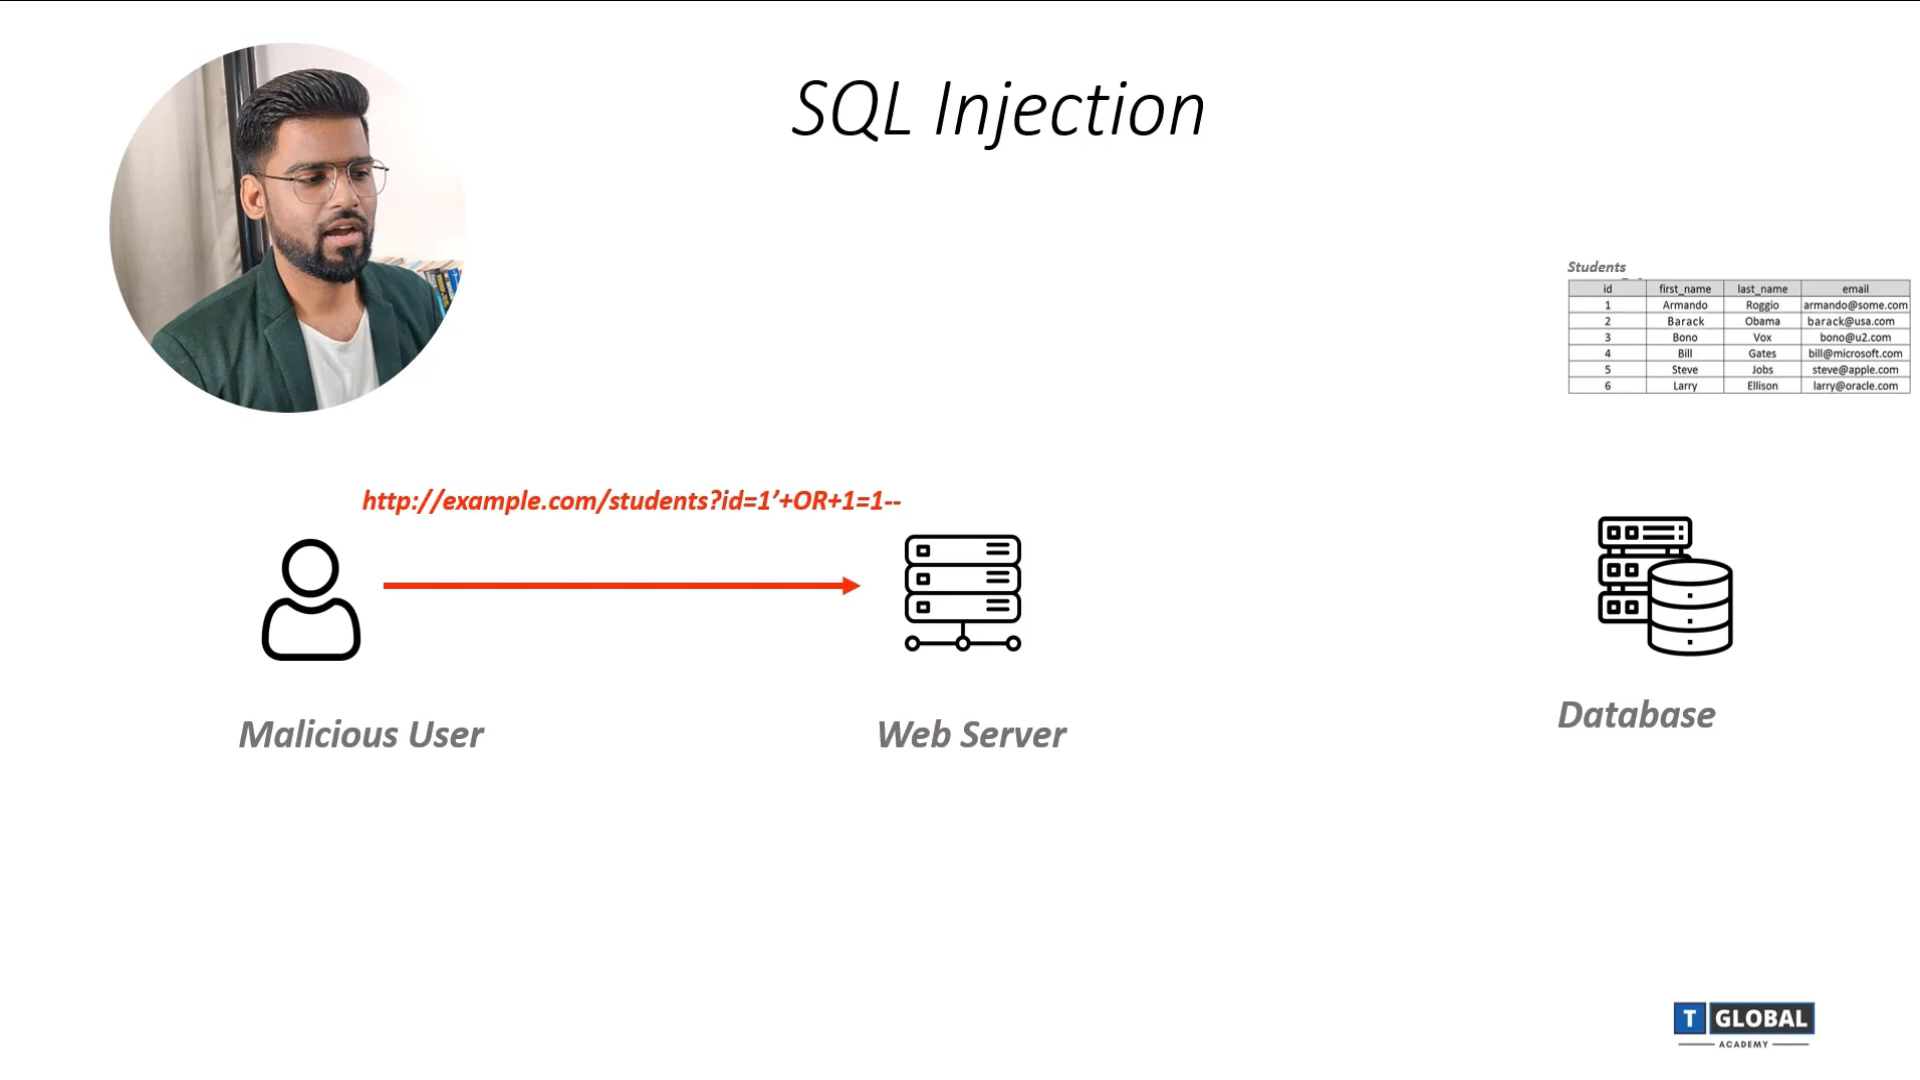 SQL Injection
Students
id first_name last_name email
1 Armando Roggio armando@some.com
2 Barack Obama barack@usa.com
3 Bono Vox bono@u2.com
4 Bill Gates bill@microsoft.com
5 Steve Jobs steve@apple.com
6 Larry Ellison larry@oracle.com
http://example.com/students?id=1’+OR+1=1--
Malicious User
Web Server
Database
T GLOBAL
ACADEMY